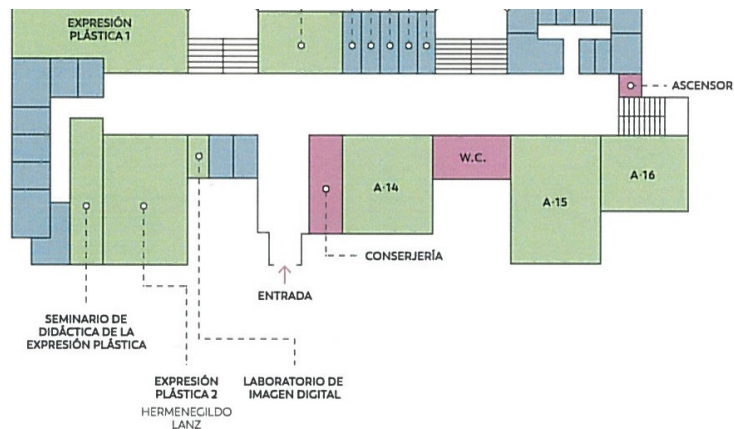 EXPRESIÓN
PLÁSTICA 1
ASCENSOR
W.C.
A·14
A·15
A·16
CONSERJERÍA
ENTRADA
SEMINARIO DE
DIDÁCTICA DE LA
EXPRESIÓN PLÁSTICA
EXPRESIÓN
PLÁSTICA 2
HERMENEGILDO
LANZ
LABORATORIO DE
IMAGEN DIGITAL